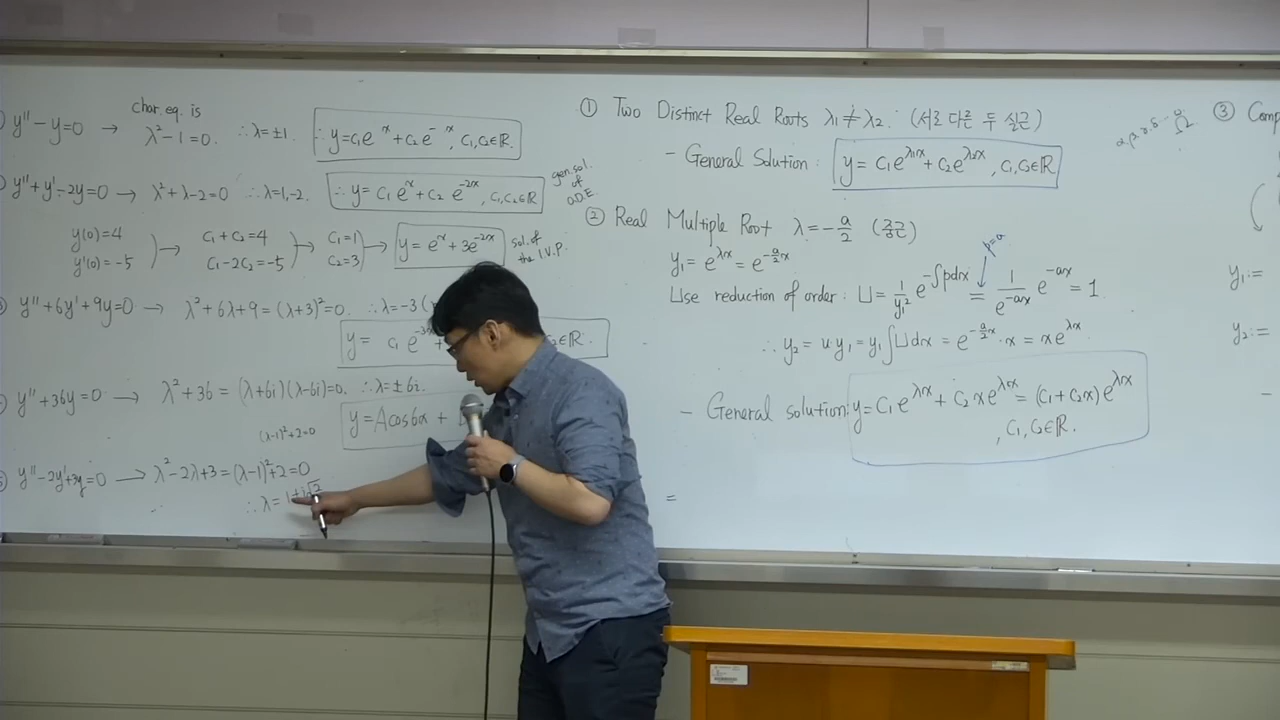 char. eq. is
y''-y=0 → λ²-1=0. ∴λ=±1. ∴y=c₁eˣ+c₂e⁻ˣ, c₁,c₂∈ℝ.
y''+y'-2y=0 → λ²+λ-2=0 ∴λ=1,-2. ∴y= c₁eˣ+c₂e⁻²ˣ, c₁,c₂∈ℝ
gen. sol. of O.D.E
y(0)=4
y'(0)=-5
→ c₁+c₂=4
c₁-2c₂=-5
→ c₁=1
c₂=3
→ y=eˣ+3e⁻²ˣ
sol. of the I.V.P.
y''+6y'+9y=0 → λ²+6λ+9=(λ+3)²=0. ∴λ=-3
y= c₁e ∈ℝ.
y''+36y=0 → λ²+36=(λ+6i)(λ-6i)=0. ∴λ=±6i.
y=Acos6x+
(λ-1)²+2=0
y''-2y'+3y=0 → λ²-2λ+3=(λ-1)²+2=0
∴λ=
① Two Distinct Real Roots λ₁≠λ₂. (서로 다른 두 실근)
- General Solution: y=c₁e^{λ₁x}+c₂e^{λ₂x}, c₁,c₂∈ℝ
② Real Multiple Root λ=-a/2 (중근)
y₁=e^{λx}=e^{-a/2 x}
p=a
Use reduction of order: U=1/y₁² e^{-∫pdx}=1/e^{-ax} e^{-ax}=1.
∴y₂=u·y₁=y₁∫Udx=e^{-a/2 x}·x=xe^{λx}
- General solution: y=c₁e^{λx}+c₂xe^{λx}=(c₁+c₂x)e^{λx}
, c₁,c₂∈ℝ.
=
③
y₁:=
y₂:=
-